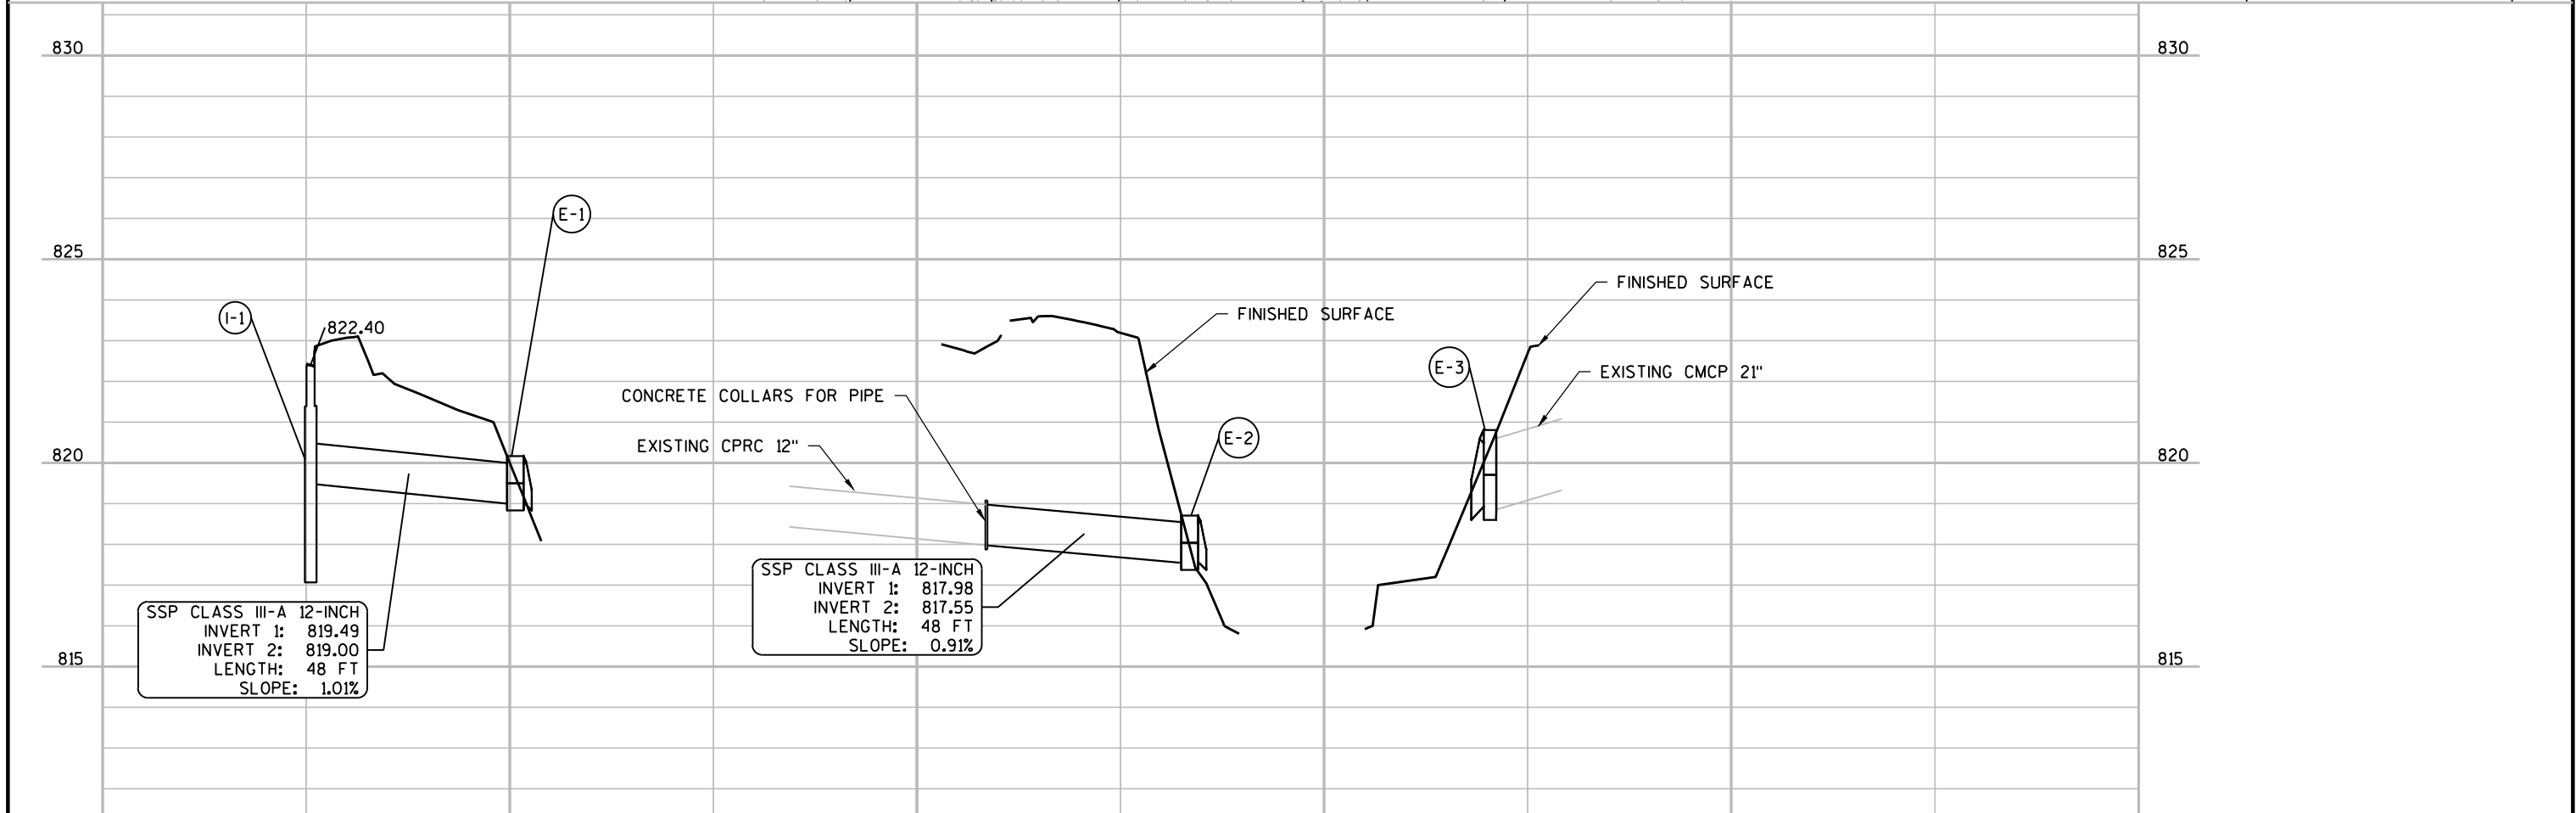 830
830
E-1
825
825
FINISHED SURFACE
I-1
822.40
FINISHED SURFACE
E-3
EXISTING CMCP 21"
CONCRETE COLLARS FOR PIPE
EXISTING CPRC 12"
E-2
820
820
SSP CLASS III-A 12-INCH
INVERT 1: 817.98
INVERT 2: 817.55
LENGTH: 48 FT
SLOPE: 0.91%
SSP CLASS III-A 12-INCH
INVERT 1: 819.49
INVERT 2: 819.00
LENGTH: 48 FT
SLOPE: 1.01%
815
815